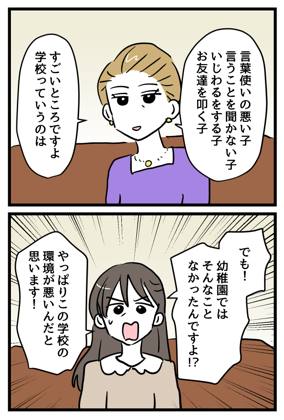 言葉使いの悪い子
言うことを聞かない子
いじわるをする子
お友達を叩く子
すごいところですよ
学校っていうのは
でも！
幼稚園では
そんなこと
なかったんですよ!?
やっぱりこの学校の
環境が悪いんだと
思います！